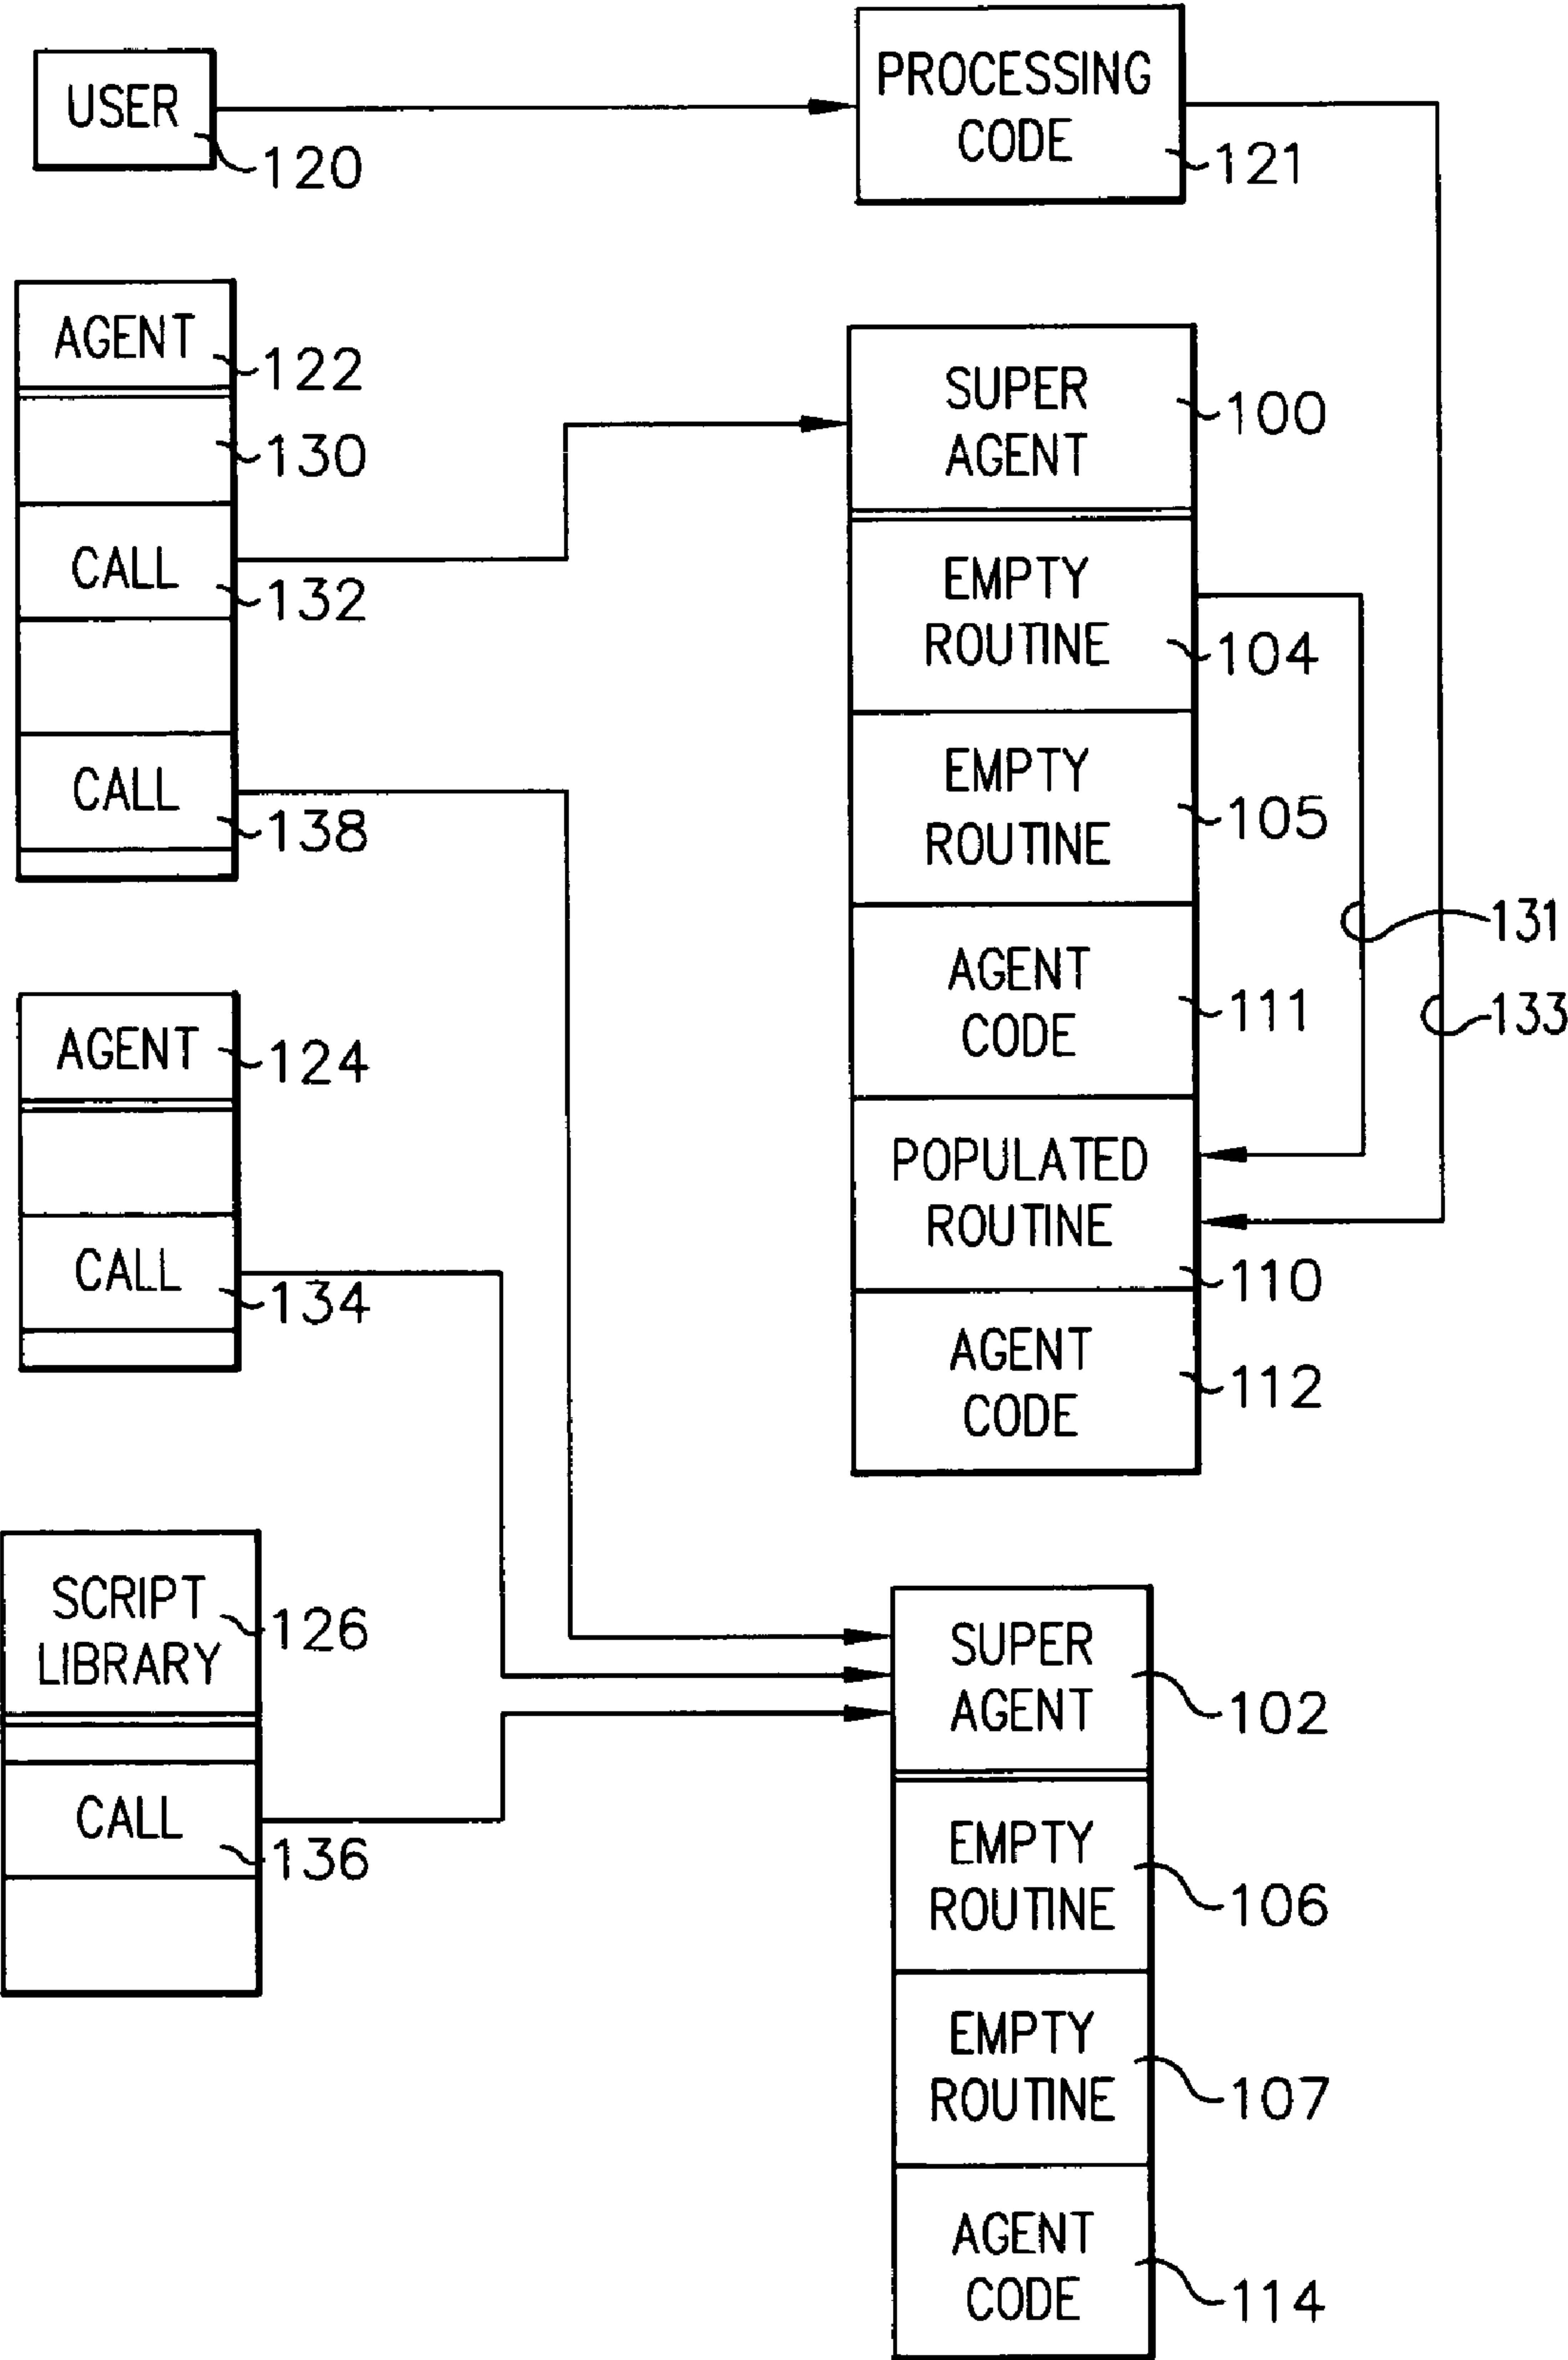 USER
120
PROCESSING
CODE
121
AGENT
122
130
CALL
132
CALL
138
SUPER
AGENT
100
EMPTY
ROUTINE
104
EMPTY
ROUTINE
105
AGENT
CODE
111
POPULATED
ROUTINE
110
AGENT
CODE
112
131
133
AGENT
124
CALL
134
SCRIPT
LIBRARY
126
CALL
136
SUPER
AGENT
102
EMPTY
ROUTINE
106
EMPTY
ROUTINE
107
AGENT
CODE
114